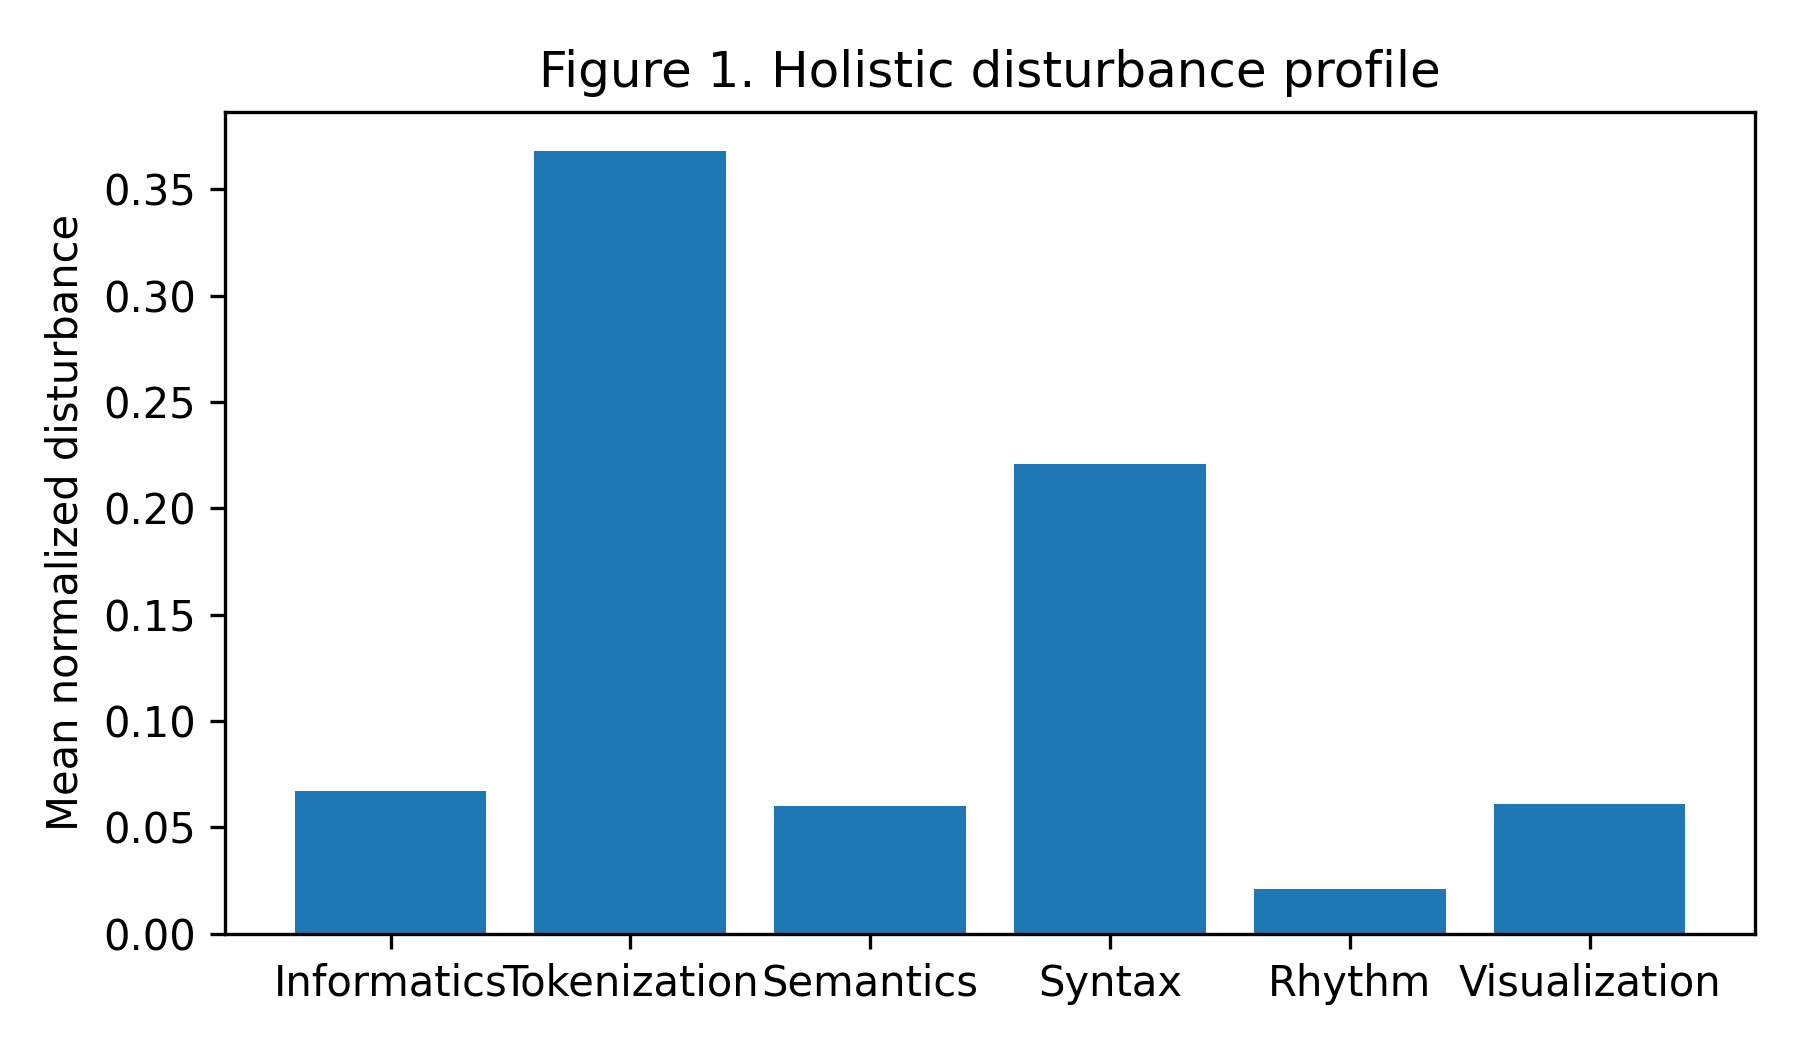 Figure 1. Holistic disturbance profile
Mean normalized disturbance
0.35
0.30
0.25
0.20
0.15
0.10
0.05
0.00
Informatics Tokenization Semantics Syntax Rhythm Visualization